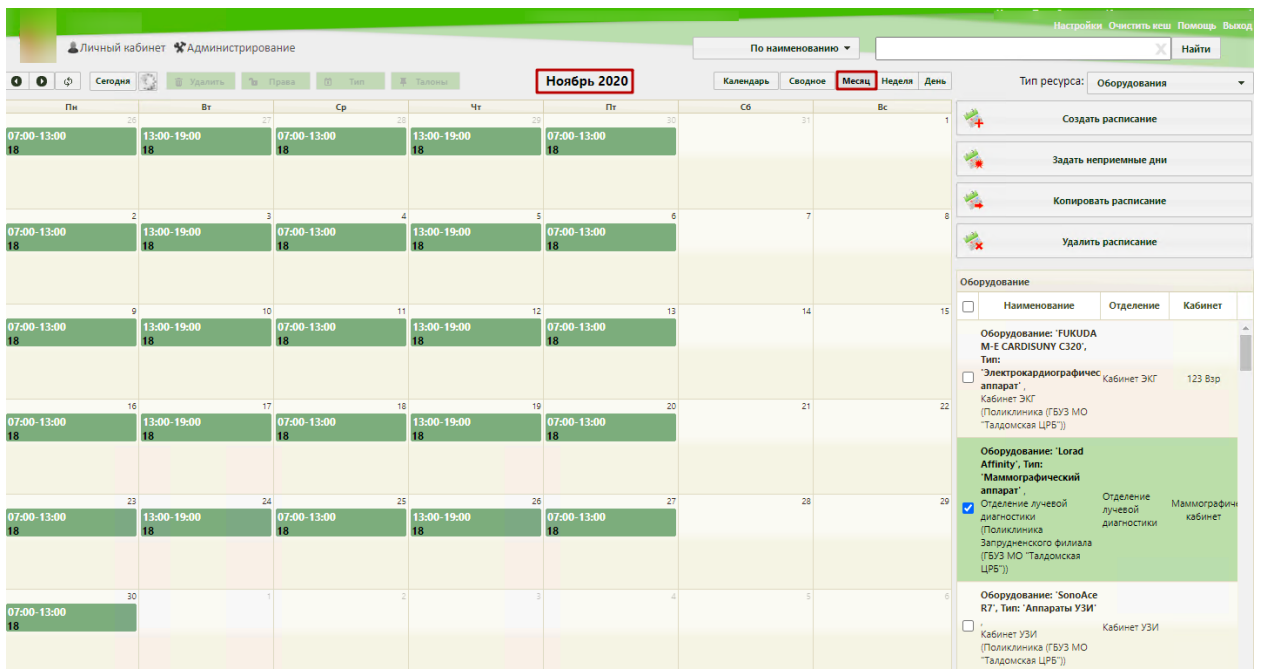 Настройки Очистить кеш Помощь Выход
Личный кабинет Администрирование
По наименованию
Найти
Сегодня Удалить Права Тип Талоны
Ноябрь 2020
Календарь Сводное Месяц Неделя День
Тип ресурса: Оборудования
Пн Вт Ср Чт Пт Сб Вс
26 27 28 29 30 31 1
07:00-13:00 13:00-19:00 07:00-13:00 13:00-19:00 07:00-13:00
18 18 18 18 18
2 3 4 5 6 7 8
07:00-13:00 13:00-19:00 07:00-13:00 13:00-19:00 07:00-13:00
18 18 18 18 18
9 10 11 12 13 14 15
07:00-13:00 13:00-19:00 07:00-13:00 13:00-19:00 07:00-13:00
18 18 18 18 18
16 17 18 19 20 21 22
07:00-13:00 13:00-19:00 07:00-13:00 13:00-19:00 07:00-13:00
18 18 18 18 18
23 24 25 26 27 28 29
07:00-13:00 13:00-19:00 07:00-13:00 13:00-19:00 07:00-13:00
18 18 18 18 18
30 1 2 3 4 5 6
07:00-13:00
18
Создать расписание
Задать неприемные дни
Копировать расписание
Удалить расписание
Оборудование
Наименование Отделение Кабинет
Оборудование: 'FUKUDA
M-E CARDISUNY C320',
Тип:
'Электрокардиографичес
аппарат' ,
Кабинет ЭКГ
(Поликлиника (ГБУЗ МО
"Талдомская ЦРБ"))
Кабинет ЭКГ
123 Взр
Оборудование: 'Lorad
Affinity', Тип:
'Маммографический
аппарат' ,
Отделение лучевой
диагностики
(Поликлиника
Запрудненского филиала
(ГБУЗ МО "Талдомская
ЦРБ"))
Отделение
лучевой
диагностики
Маммографиче
кабинет
Оборудование: 'SonoAce
R7', Тип: 'Аппараты УЗИ'
,
Кабинет УЗИ
(Поликлиника (ГБУЗ МО
"Талдомская ЦРБ"))
Кабинет УЗИ